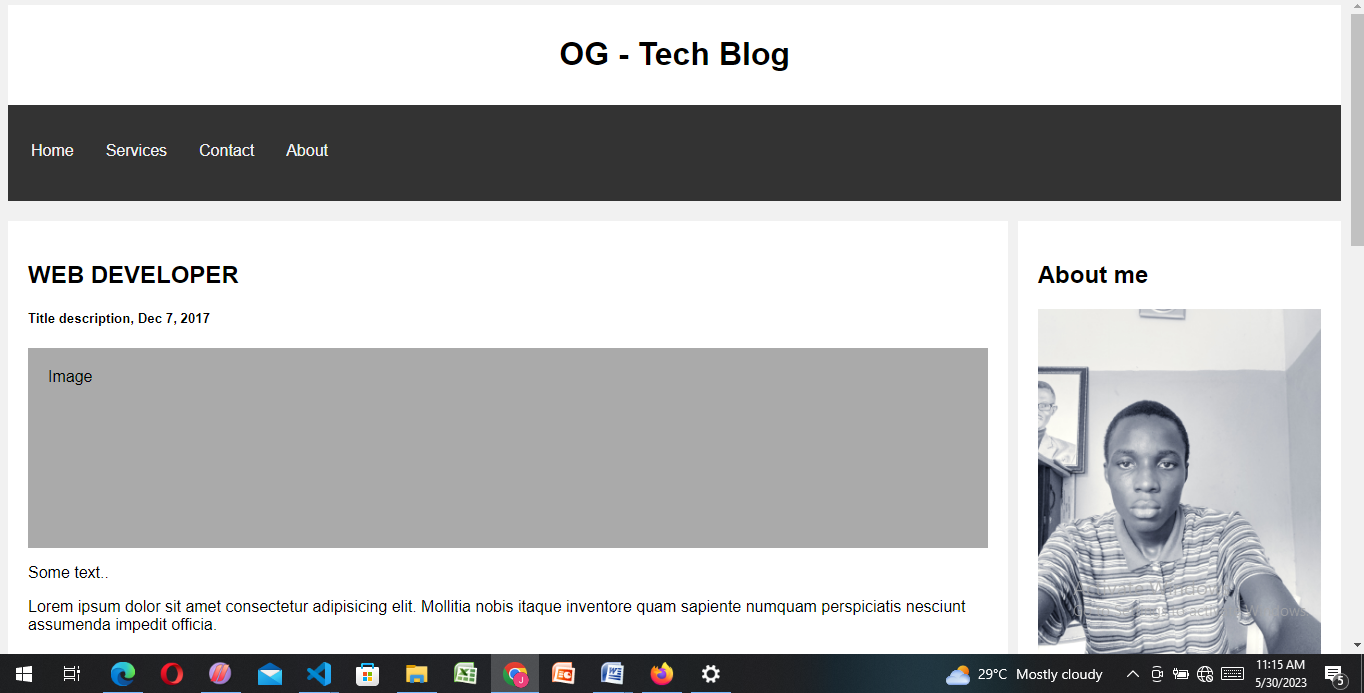 OG - Tech Blog
Home Services Contact About
WEB DEVELOPER
Title description, Dec 7, 2017
Image
Some text..
Lorem ipsum dolor sit amet consectetur adipisicing elit. Mollitia nobis itaque inventore quam sapiente numquam perspiciatis nesciunt
assumenda impedit officia.
About me
29°C Mostly cloudy
11:15 AM
5/30/2023
5